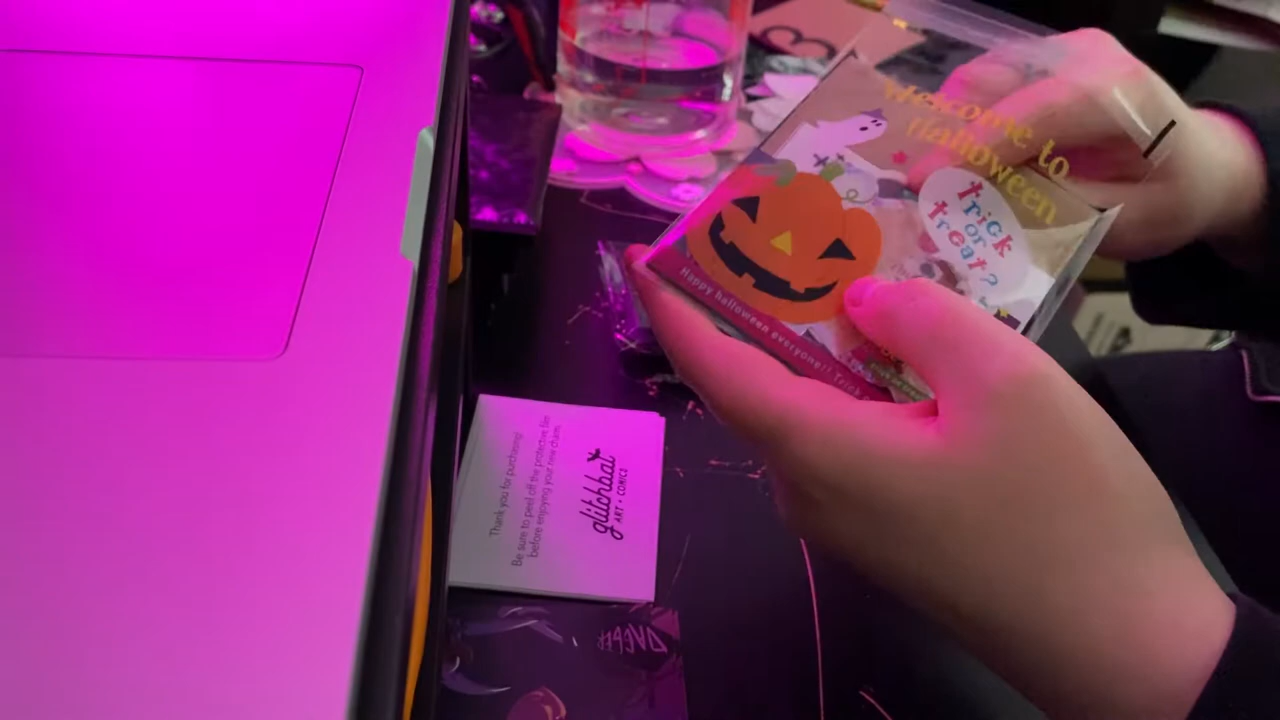 Welcome to
Halloween
trick
or
treat?
Happy halloween everyone!! Trick
Thank you for purchasing
Be sure to peel off the protective film
before enjoying your new charm.
glitchbat
ART + COMICS
3